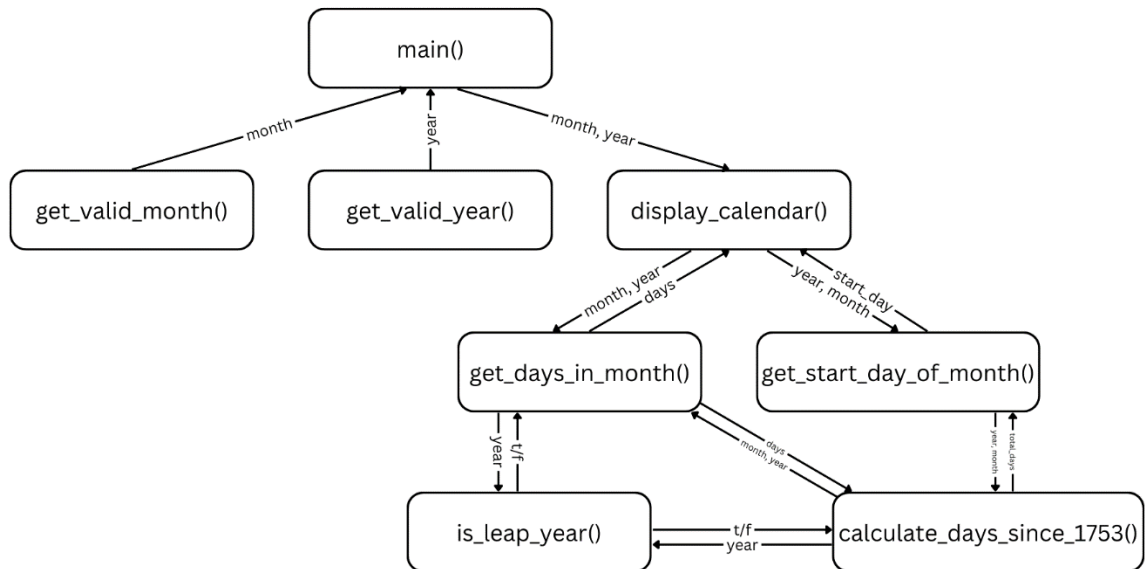 main()
month
year
month, year
get_valid_month()
get_valid_year()
display_calendar()
month, year
days
year, month
start_day
get_days_in_month()
get_start_day_of_month()
year
t/f
days
month, year
year, month
total_days
is_leap_year()
t/f
year
calculate_days_since_1753()